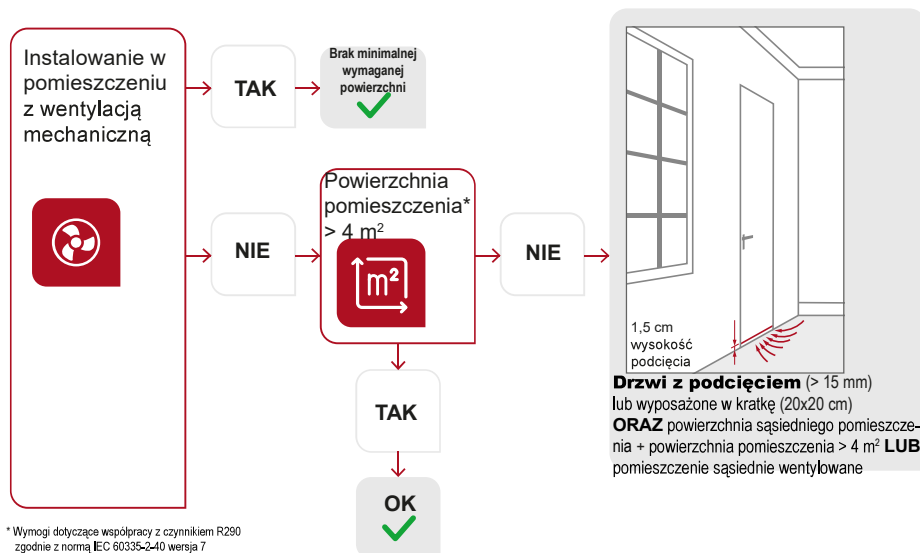 Instalowanie w
pomieszczeniu
z wentylacją
mechaniczną
TAK
Brak minimalnej
wymaganej
powierzchni
NIE
Powierzchnia
pomieszczenia*
> 4 m²
m²
NIE
TAK
OK
1,5 cm
wysokość
podcięcia
Drzwi z podcięciem (> 15 mm)
lub wyposażone w kratkę (20x20 cm)
ORAZ powierzchnia sąsiedniego pomieszcze-
nia + powierzchnia pomieszczenia > 4 m² LUB
pomieszczenie sąsiednie wentylowane
* Wymogi dotyczące współpracy z czynnikiem R290
zgodnie z normą IEC 60335-2-40 wersja 7